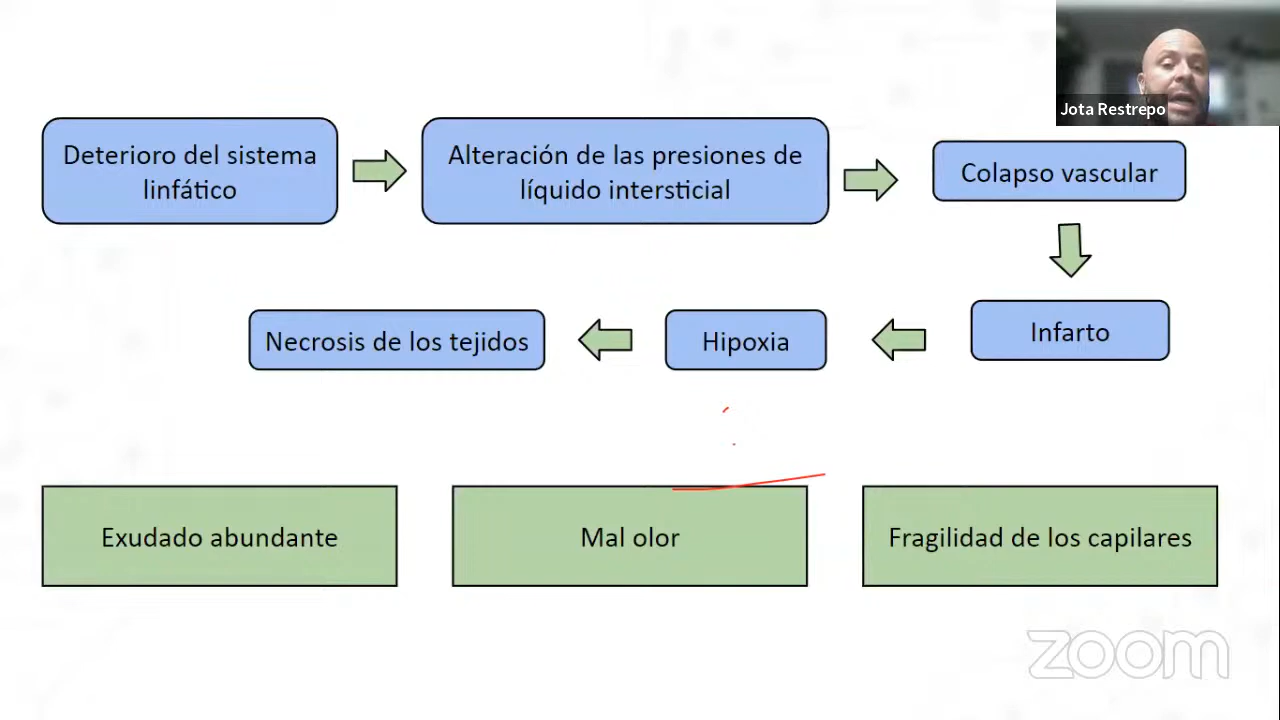 Jota Restrepo
Deterioro del sistema
linfático
Alteración de las presiones de
líquido intersticial
Colapso vascular
Infarto
Hipoxia
Necrosis de los tejidos
Exudado abundante
Mal olor
Fragilidad de los capilares
zoom